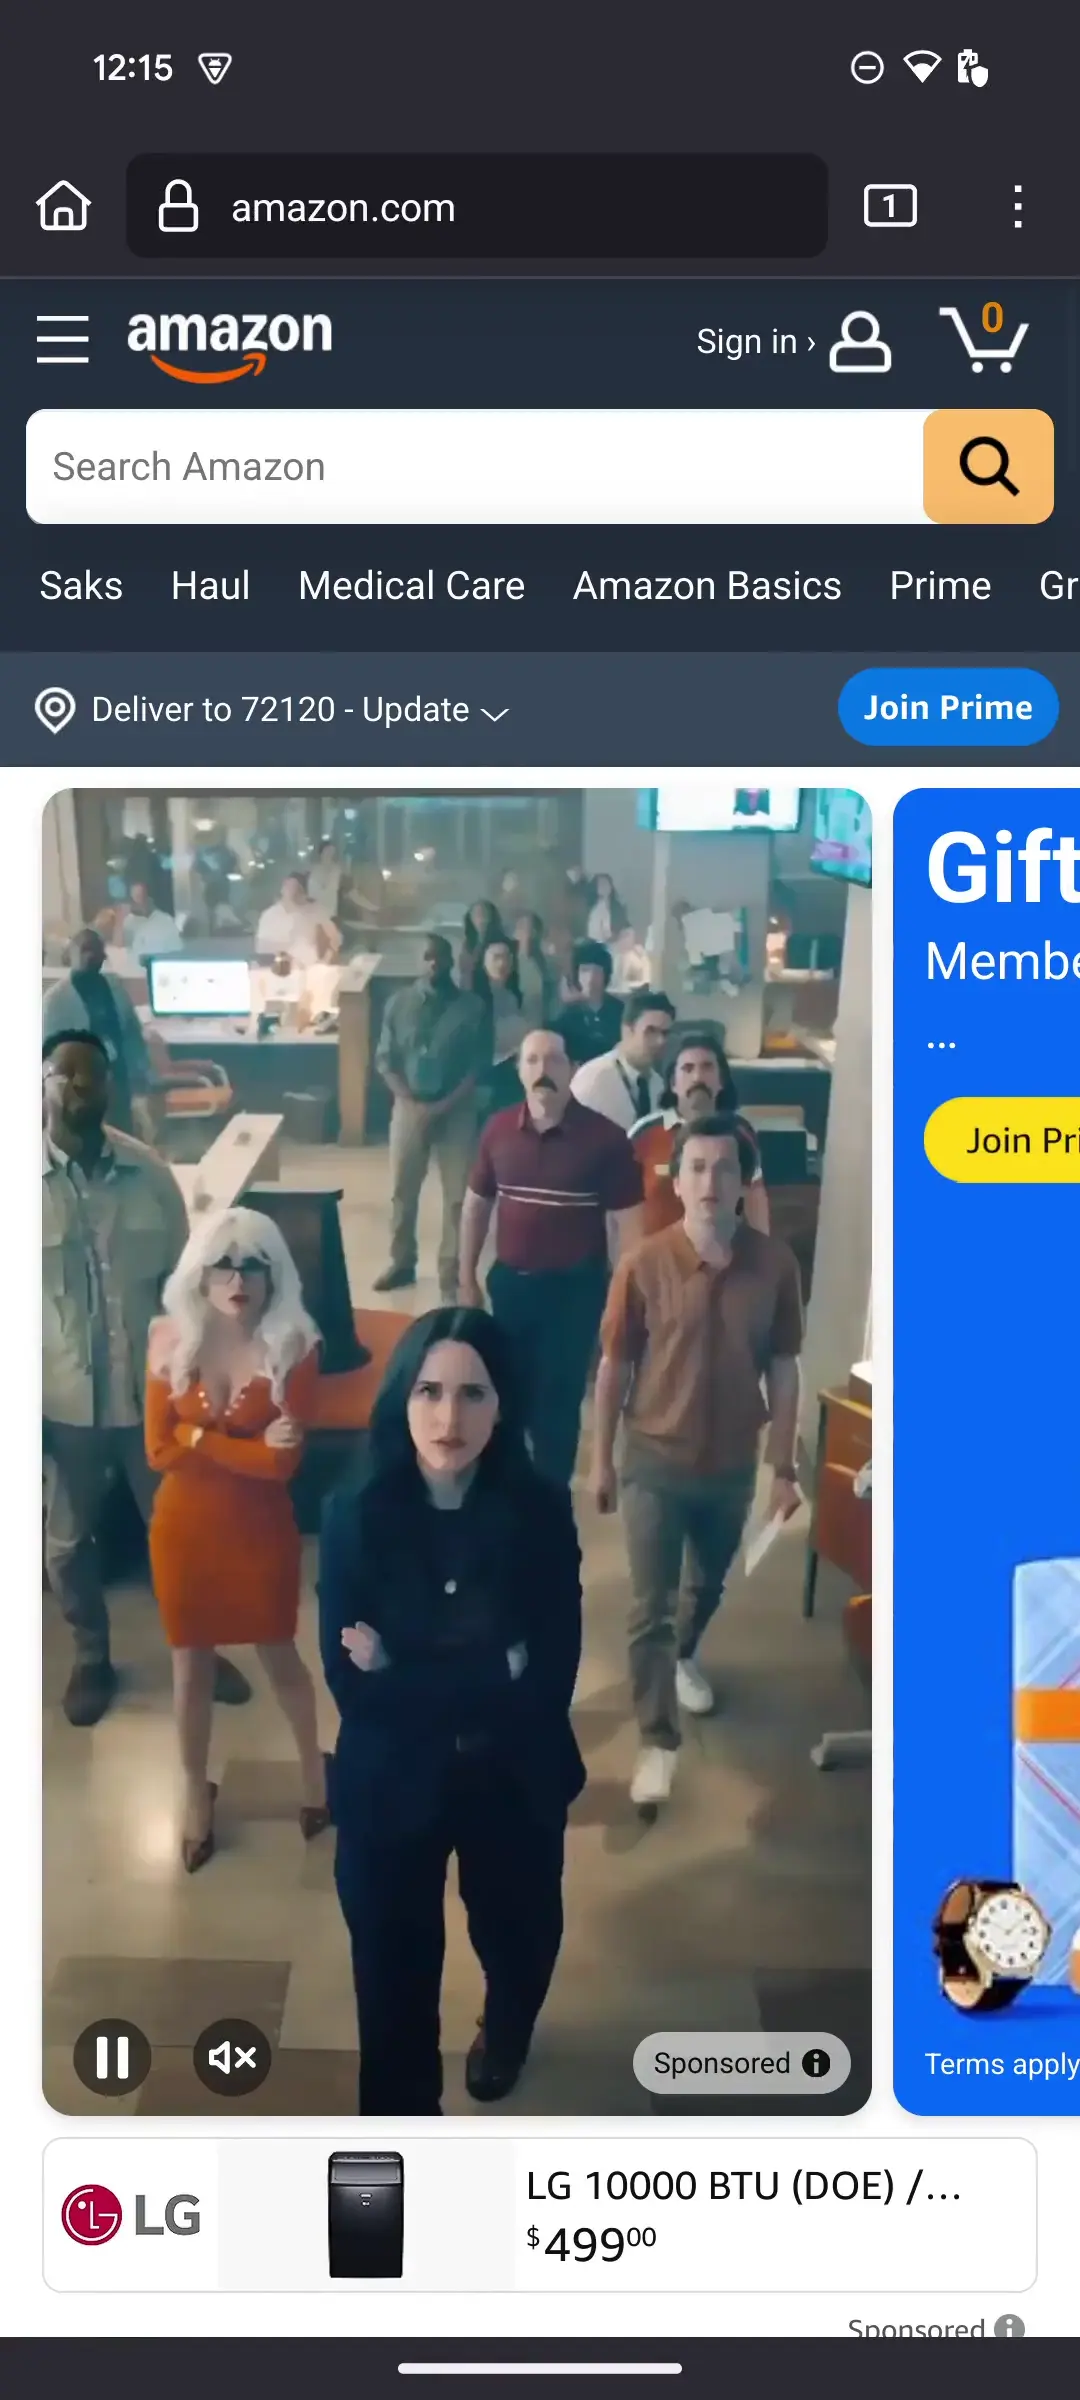 12:15
amazon.com
1
amazon
Sign in ›
0
Search Amazon
Saks Haul Medical Care Amazon Basics Prime Gr
Deliver to 72120 - Update
Join Prime
Gift
Membe
...
Join Pri
Sponsored
Terms apply
LG
LG 10000 BTU (DOE) /...
$49900
Sponsored